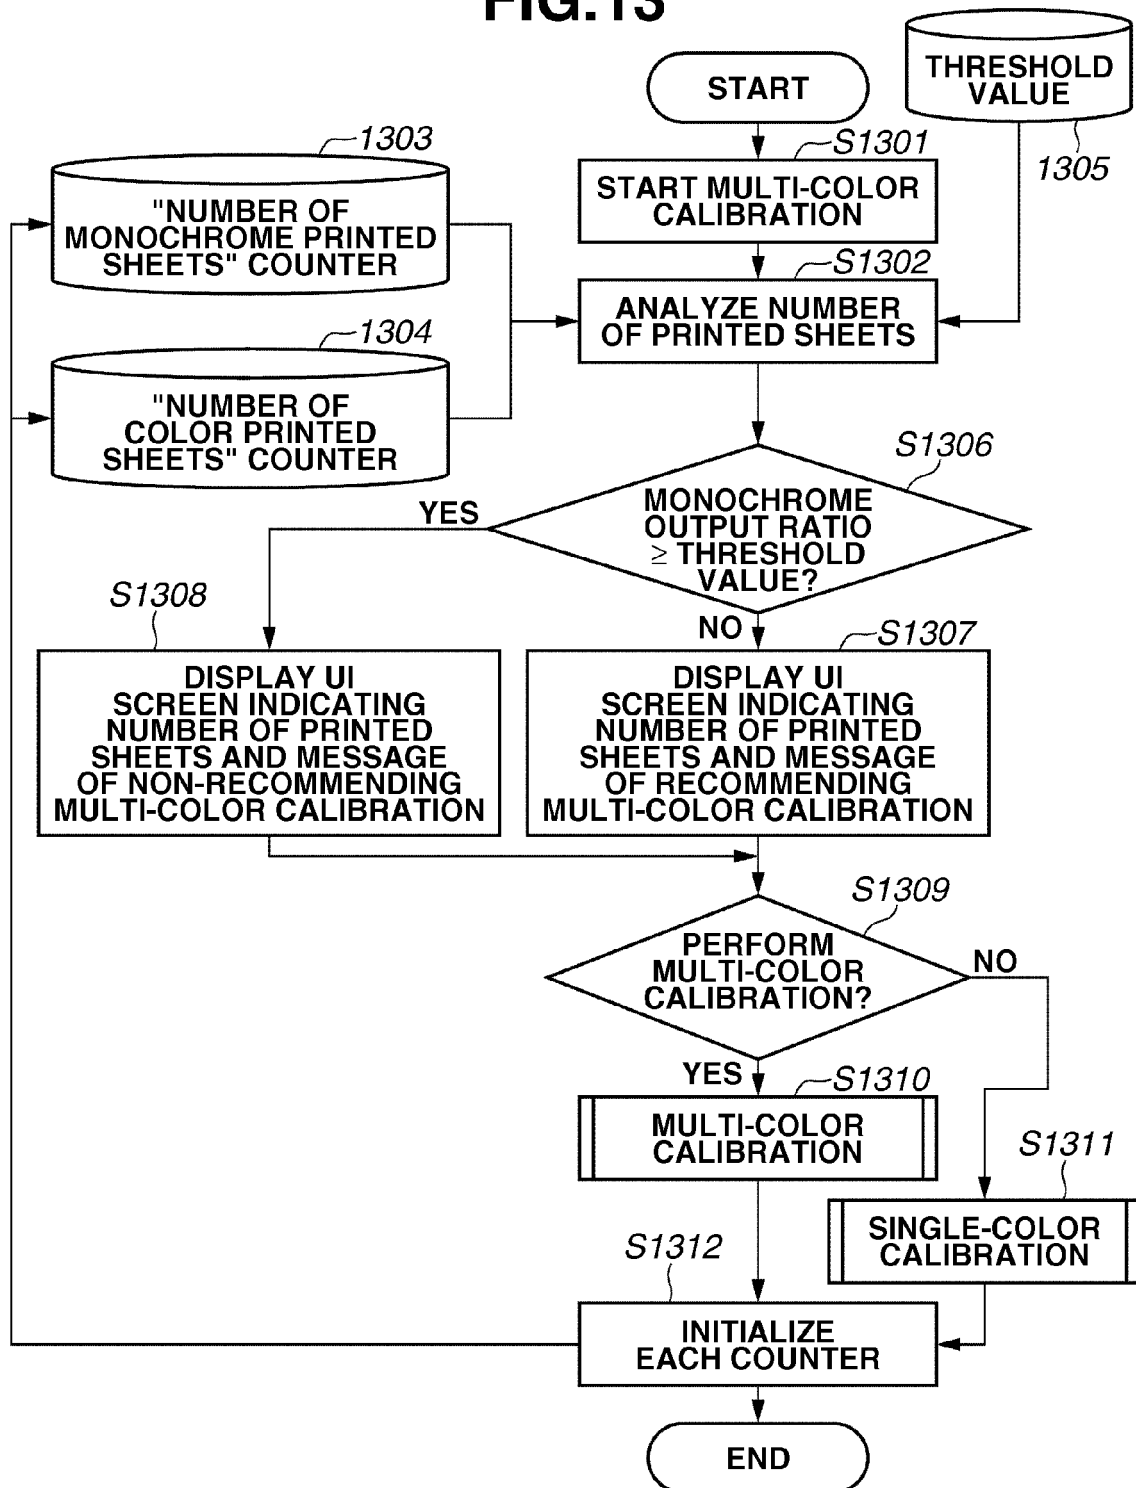 FIG.13
THRESHOLD
VALUE
1305
START
S1301
START MULTI-COLOR
CALIBRATION
1303
"NUMBER OF
MONOCHROME PRINTED
SHEETS" COUNTER
S1302
ANALYZE NUMBER
OF PRINTED SHEETS
1304
"NUMBER OF
COLOR PRINTED
SHEETS" COUNTER
S1306
MONOCHROME
OUTPUT RATIO
≥ THRESHOLD
VALUE?
YES
NO
S1308
DISPLAY UI
SCREEN INDICATING
NUMBER OF PRINTED
SHEETS AND MESSAGE
OF NON-RECOMMENDING
MULTI-COLOR CALIBRATION
S1307
DISPLAY UI
SCREEN INDICATING
NUMBER OF PRINTED
SHEETS AND MESSAGE
OF RECOMMENDING
MULTI-COLOR CALIBRATION
S1309
PERFORM
MULTI-COLOR
CALIBRATION?
NO
YES
S1310
MULTI-COLOR
CALIBRATION
S1311
SINGLE-COLOR
CALIBRATION
S1312
INITIALIZE
EACH COUNTER
END